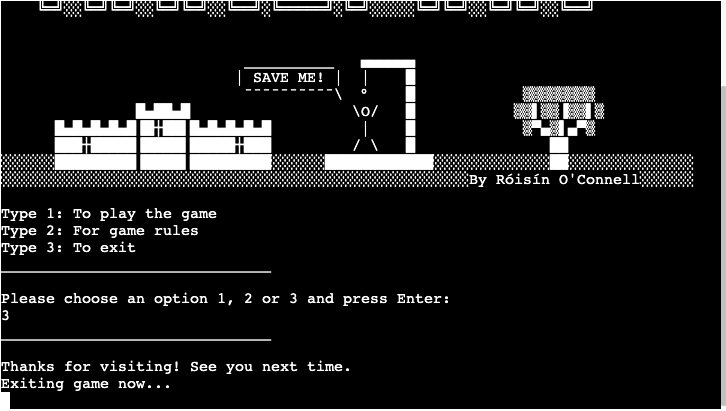 SAVE ME!
By Róisín O'Connell
Type 1: To play the game
Type 2: For game rules
Type 3: To exit
Please choose an option 1, 2 or 3 and press Enter:
3
Thanks for visiting! See you next time.
Exiting game now...